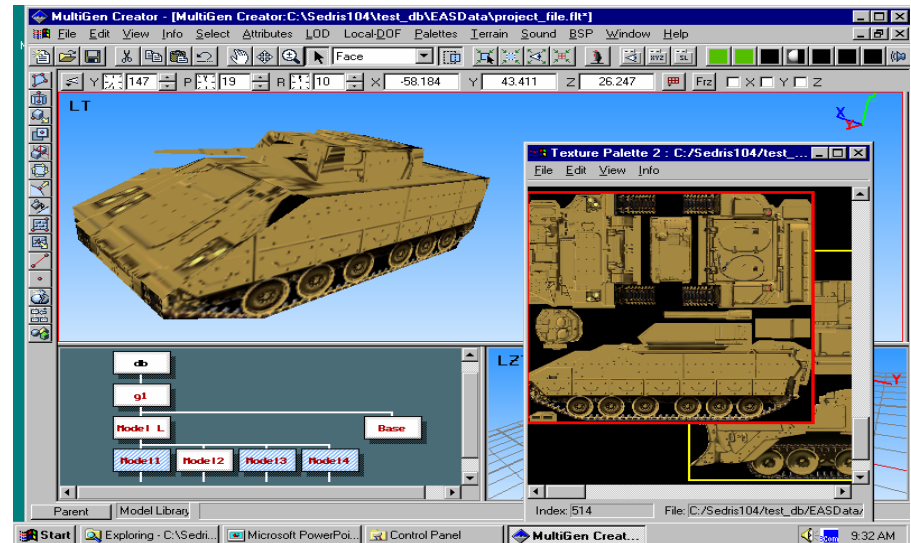 MultiGen Creator - [MultiGen Creator:C:\Sedris104\test_db\EASData\project_file.flt*]
File Edit View Info Select Attributes LOD Local-DOF Palettes Terrain Sound BSP Window Help
Face
XYZ SL
Y 147 P 19 R 10 X -58.184 Y 43.411 Z 26.247 Frz X Y Z
LT
X
Y
Texture Palette 2 : C:/Sedris104/test_...
File Edit View Info
db
g1
Model L
Base
Model1 Model2 Model3 Model4
LZ
Y
Parent Model Library
Index: 514 File: C:/Sedris104/test_db/EASData/
Start Exploring - C:\Sedri... Microsoft PowerPoi... Control Panel MultiGen Creat... 9:32 AM